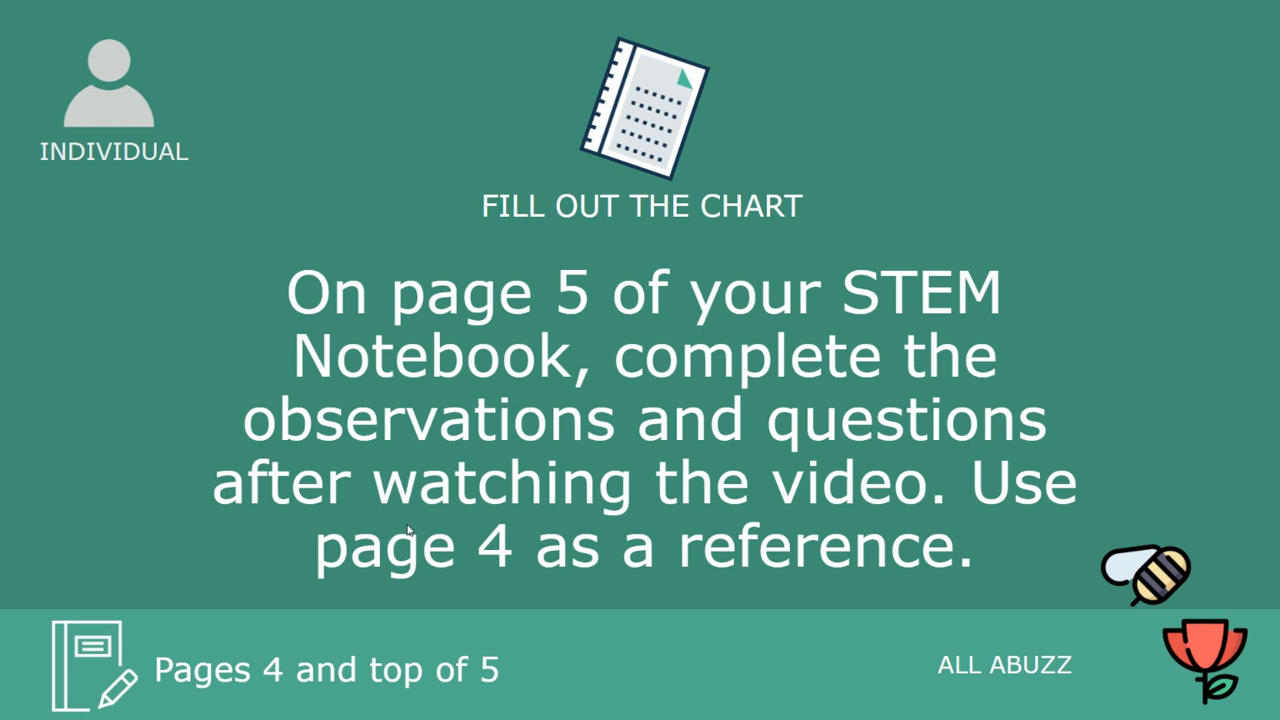 INDIVIDUAL
FILL OUT THE CHART
On page 5 of your STEM
Notebook, complete the
observations and questions
after watching the video. Use
page 4 as a reference.
Pages 4 and top of 5
ALL ABUZZ